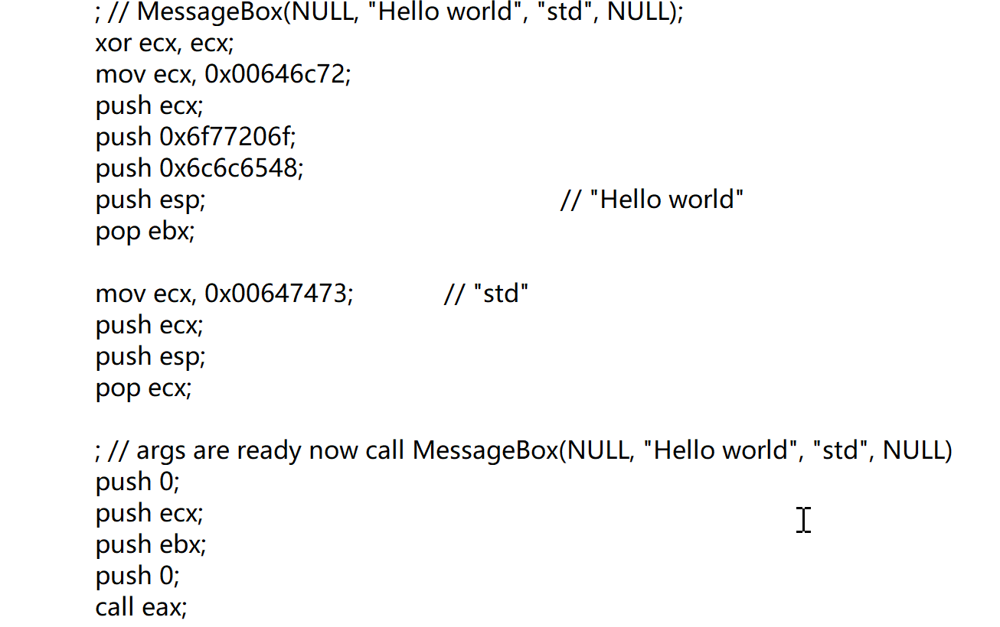 ; // MessageBox(NULL, "Hello world", "std", NULL);
xor ecx, ecx;
mov ecx, 0x00646c72;
push ecx;
push 0x6f77206f;
push 0x6c6c6548;
push esp; // "Hello world"
pop ebx;
mov ecx, 0x00647473; // "std"
push ecx;
push esp;
pop ecx;
; // args are ready now call MessageBox(NULL, "Hello world", "std", NULL)
push 0;
push ecx;
push ebx;
push 0;
call eax;